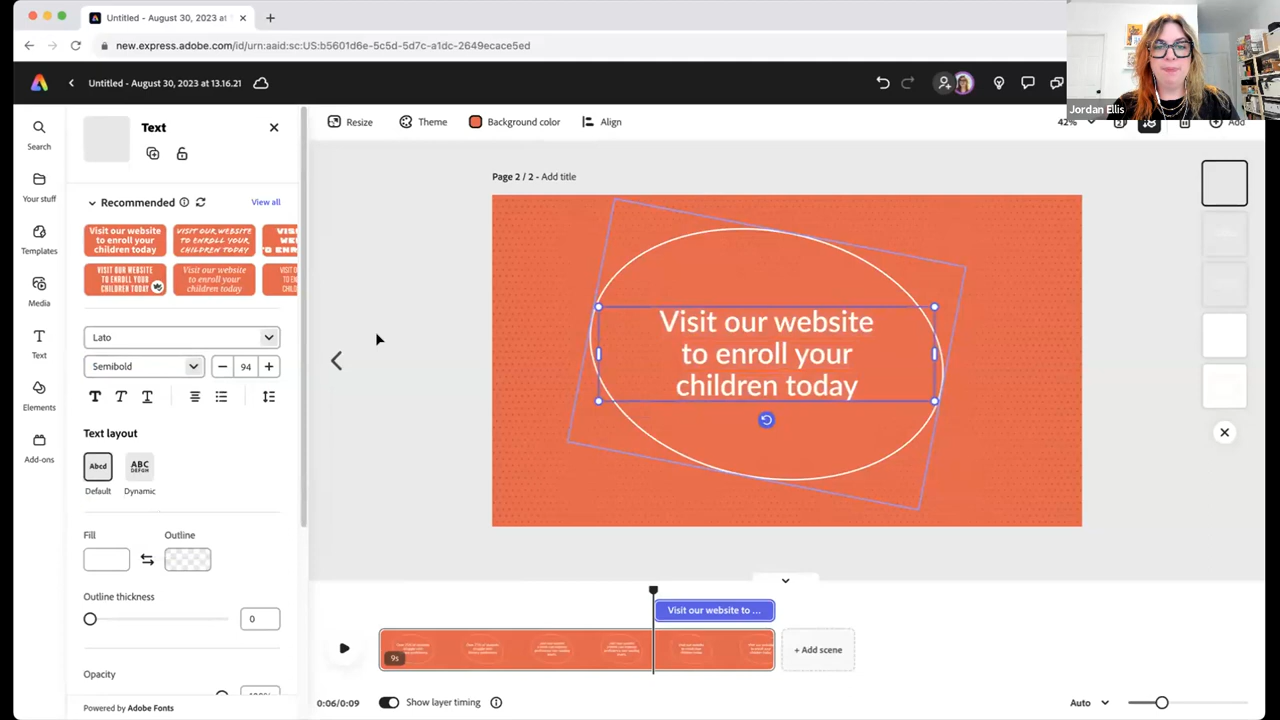 Untitled - August 30, 2023 at
new.express.adobe.com/id/urn:aaid:sc:US:b5601d6e-5c5d-5d7c-a1dc-2649ecace5ed
Untitled - August 30, 2023 at 13.16.21
Jordan Ellis
Search
Your stuff
Templates
Media
Text
Elements
Add-ons
Text
Recommended
View all
Visit our website
to enroll your
children today
VISIT OUR WEBSITE
TO ENROLL YOUR
CHILDREN TODAY
VISIT OUR WEBSITE
TO ENROLL YOUR
CHILDREN TODAY
Visit our website
to enroll your
children today
Lato
Semibold
94
Text layout
Abcd
ABC
DEFGH
Default
Dynamic
Fill
Outline
Outline thickness
0
Opacity
Powered by Adobe Fonts
Resize
Theme
Background color
Align
42%
Add
Page 2 / 2 - Add title
Visit our website
to enroll your
children today
Visit our website to ...
9s
+ Add scene
0:06/0:09
Show layer timing
Auto